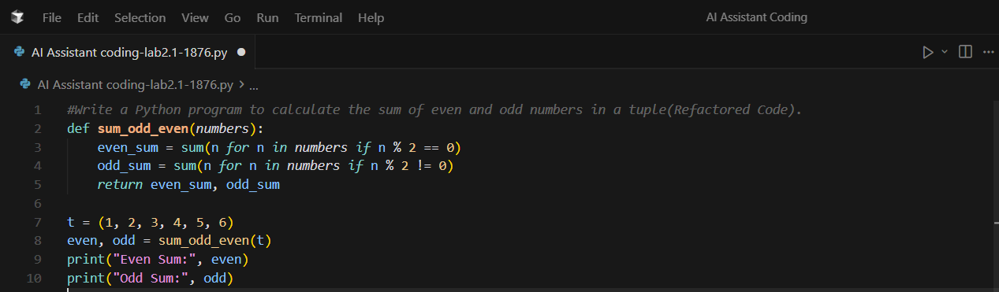 File Edit Selection View Go Run Terminal Help AI Assistant Coding
AI Assistant coding-lab2.1-1876.py
AI Assistant coding-lab2.1-1876.py > ...
1 #Write a Python program to calculate the sum of even and odd numbers in a tuple(Refactored Code).
2 def sum_odd_even(numbers):
3     even_sum = sum(n for n in numbers if n % 2 == 0)
4     odd_sum = sum(n for n in numbers if n % 2 != 0)
5     return even_sum, odd_sum
6
7 t = (1, 2, 3, 4, 5, 6)
8 even, odd = sum_odd_even(t)
9 print("Even Sum:", even)
10 print("Odd Sum:", odd)